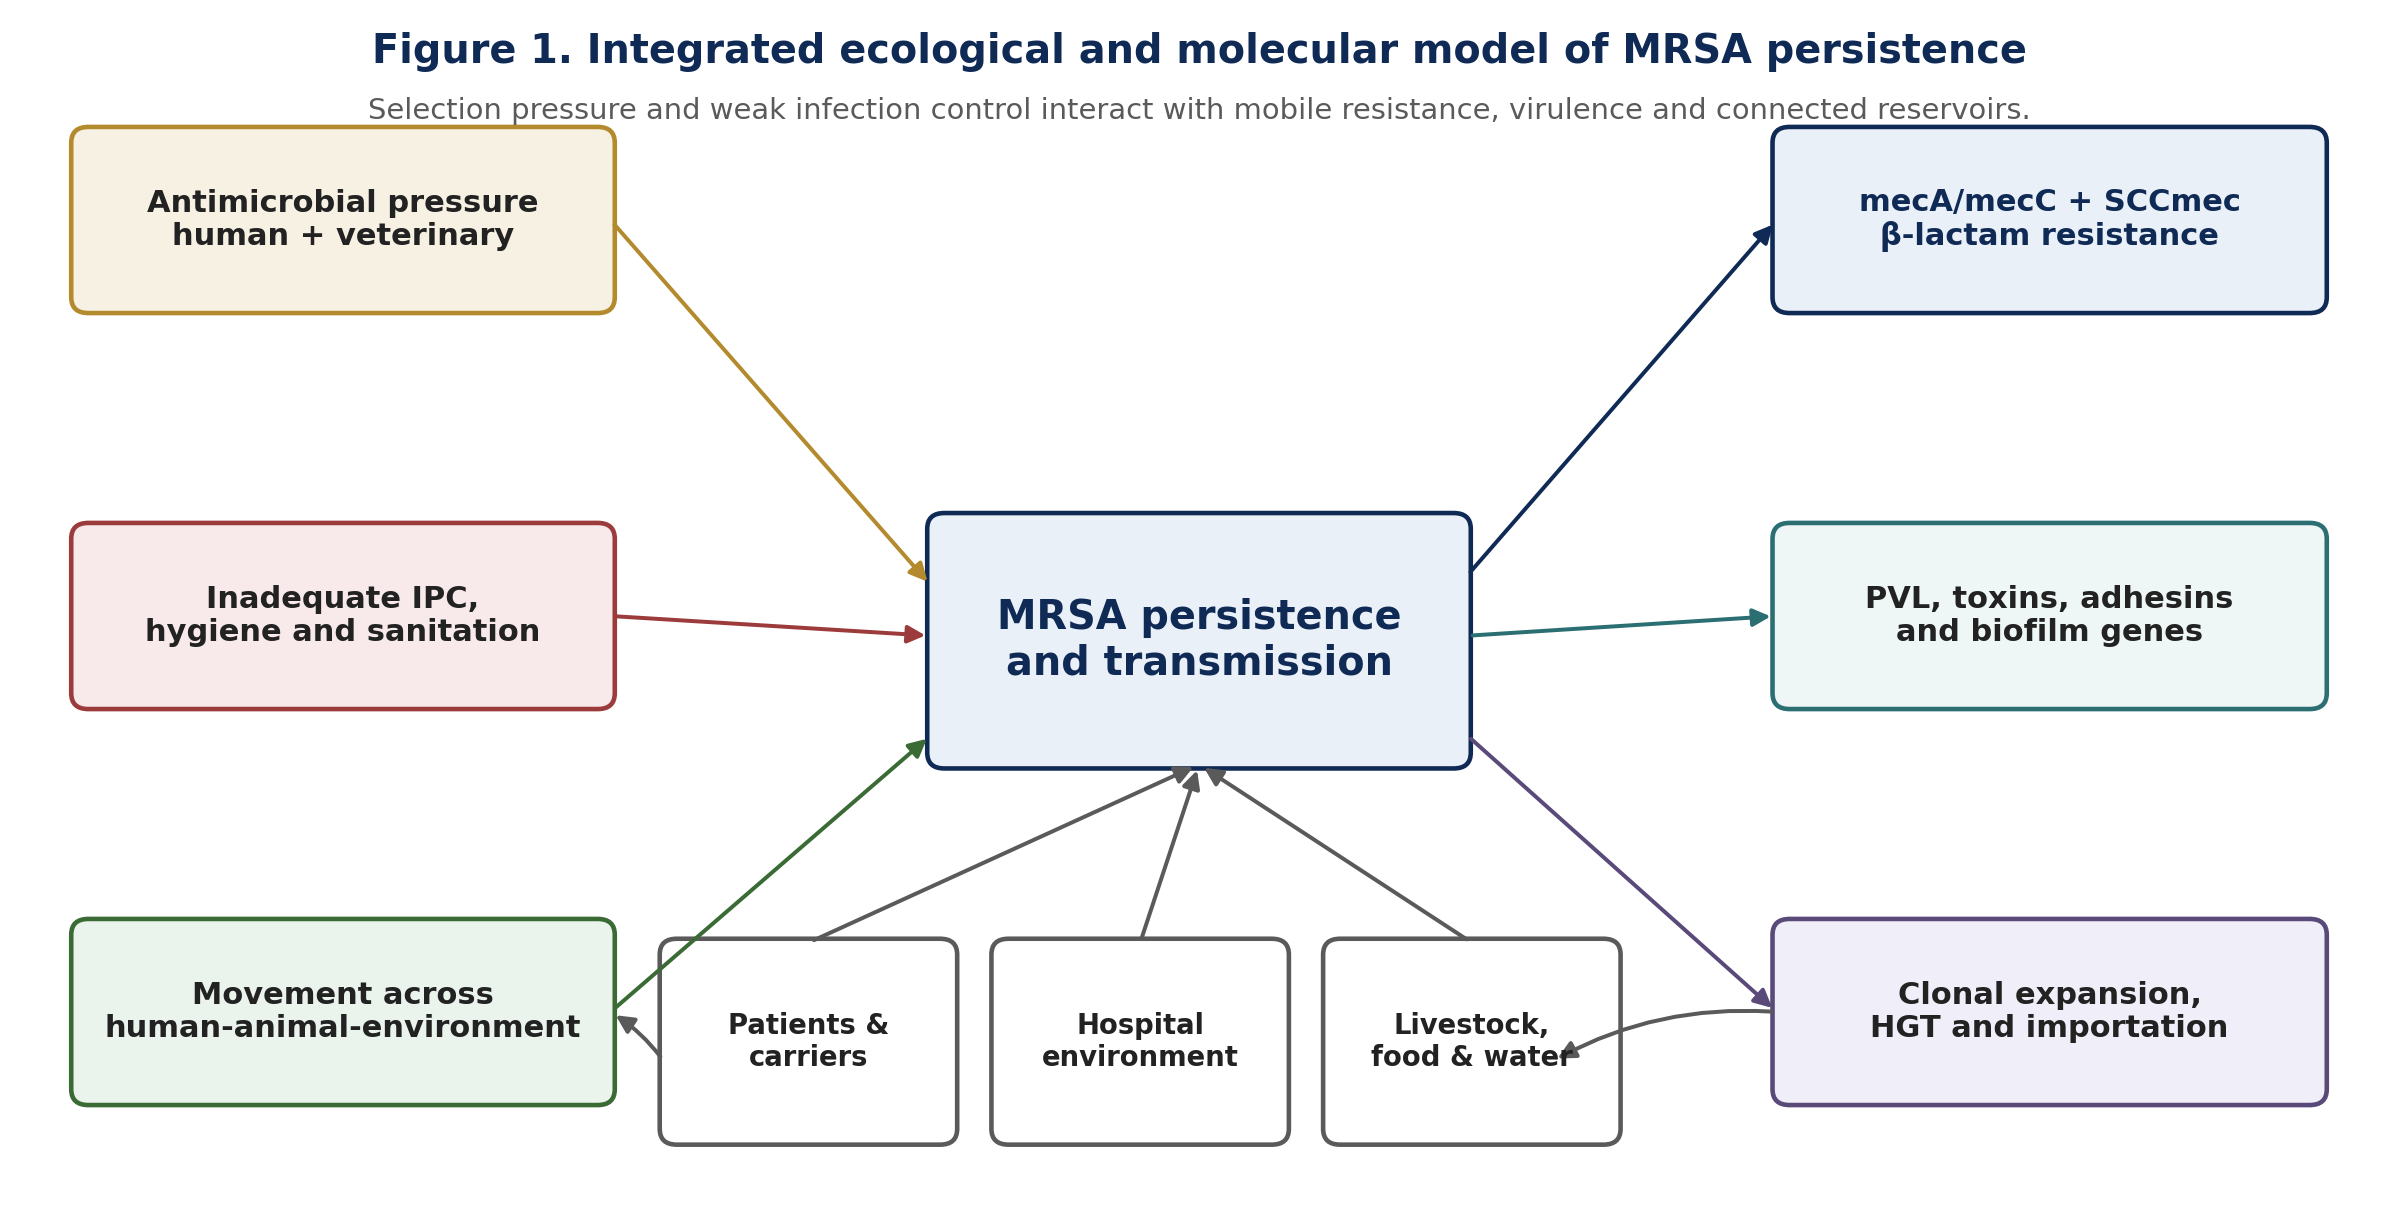 Figure 1. Integrated ecological and molecular model of MRSA persistence
Selection pressure and weak infection control interact with mobile resistance, virulence and connected reservoirs.
Antimicrobial pressure
human + veterinary
mecA/mecC + SCCmec
β-lactam resistance
Inadequate IPC,
hygiene and sanitation
MRSA persistence
and transmission
PVL, toxins, adhesins
and biofilm genes
Movement across
human-animal-environment
Patients &
carriers
Hospital
environment
Livestock,
food & water
Clonal expansion,
HGT and importation